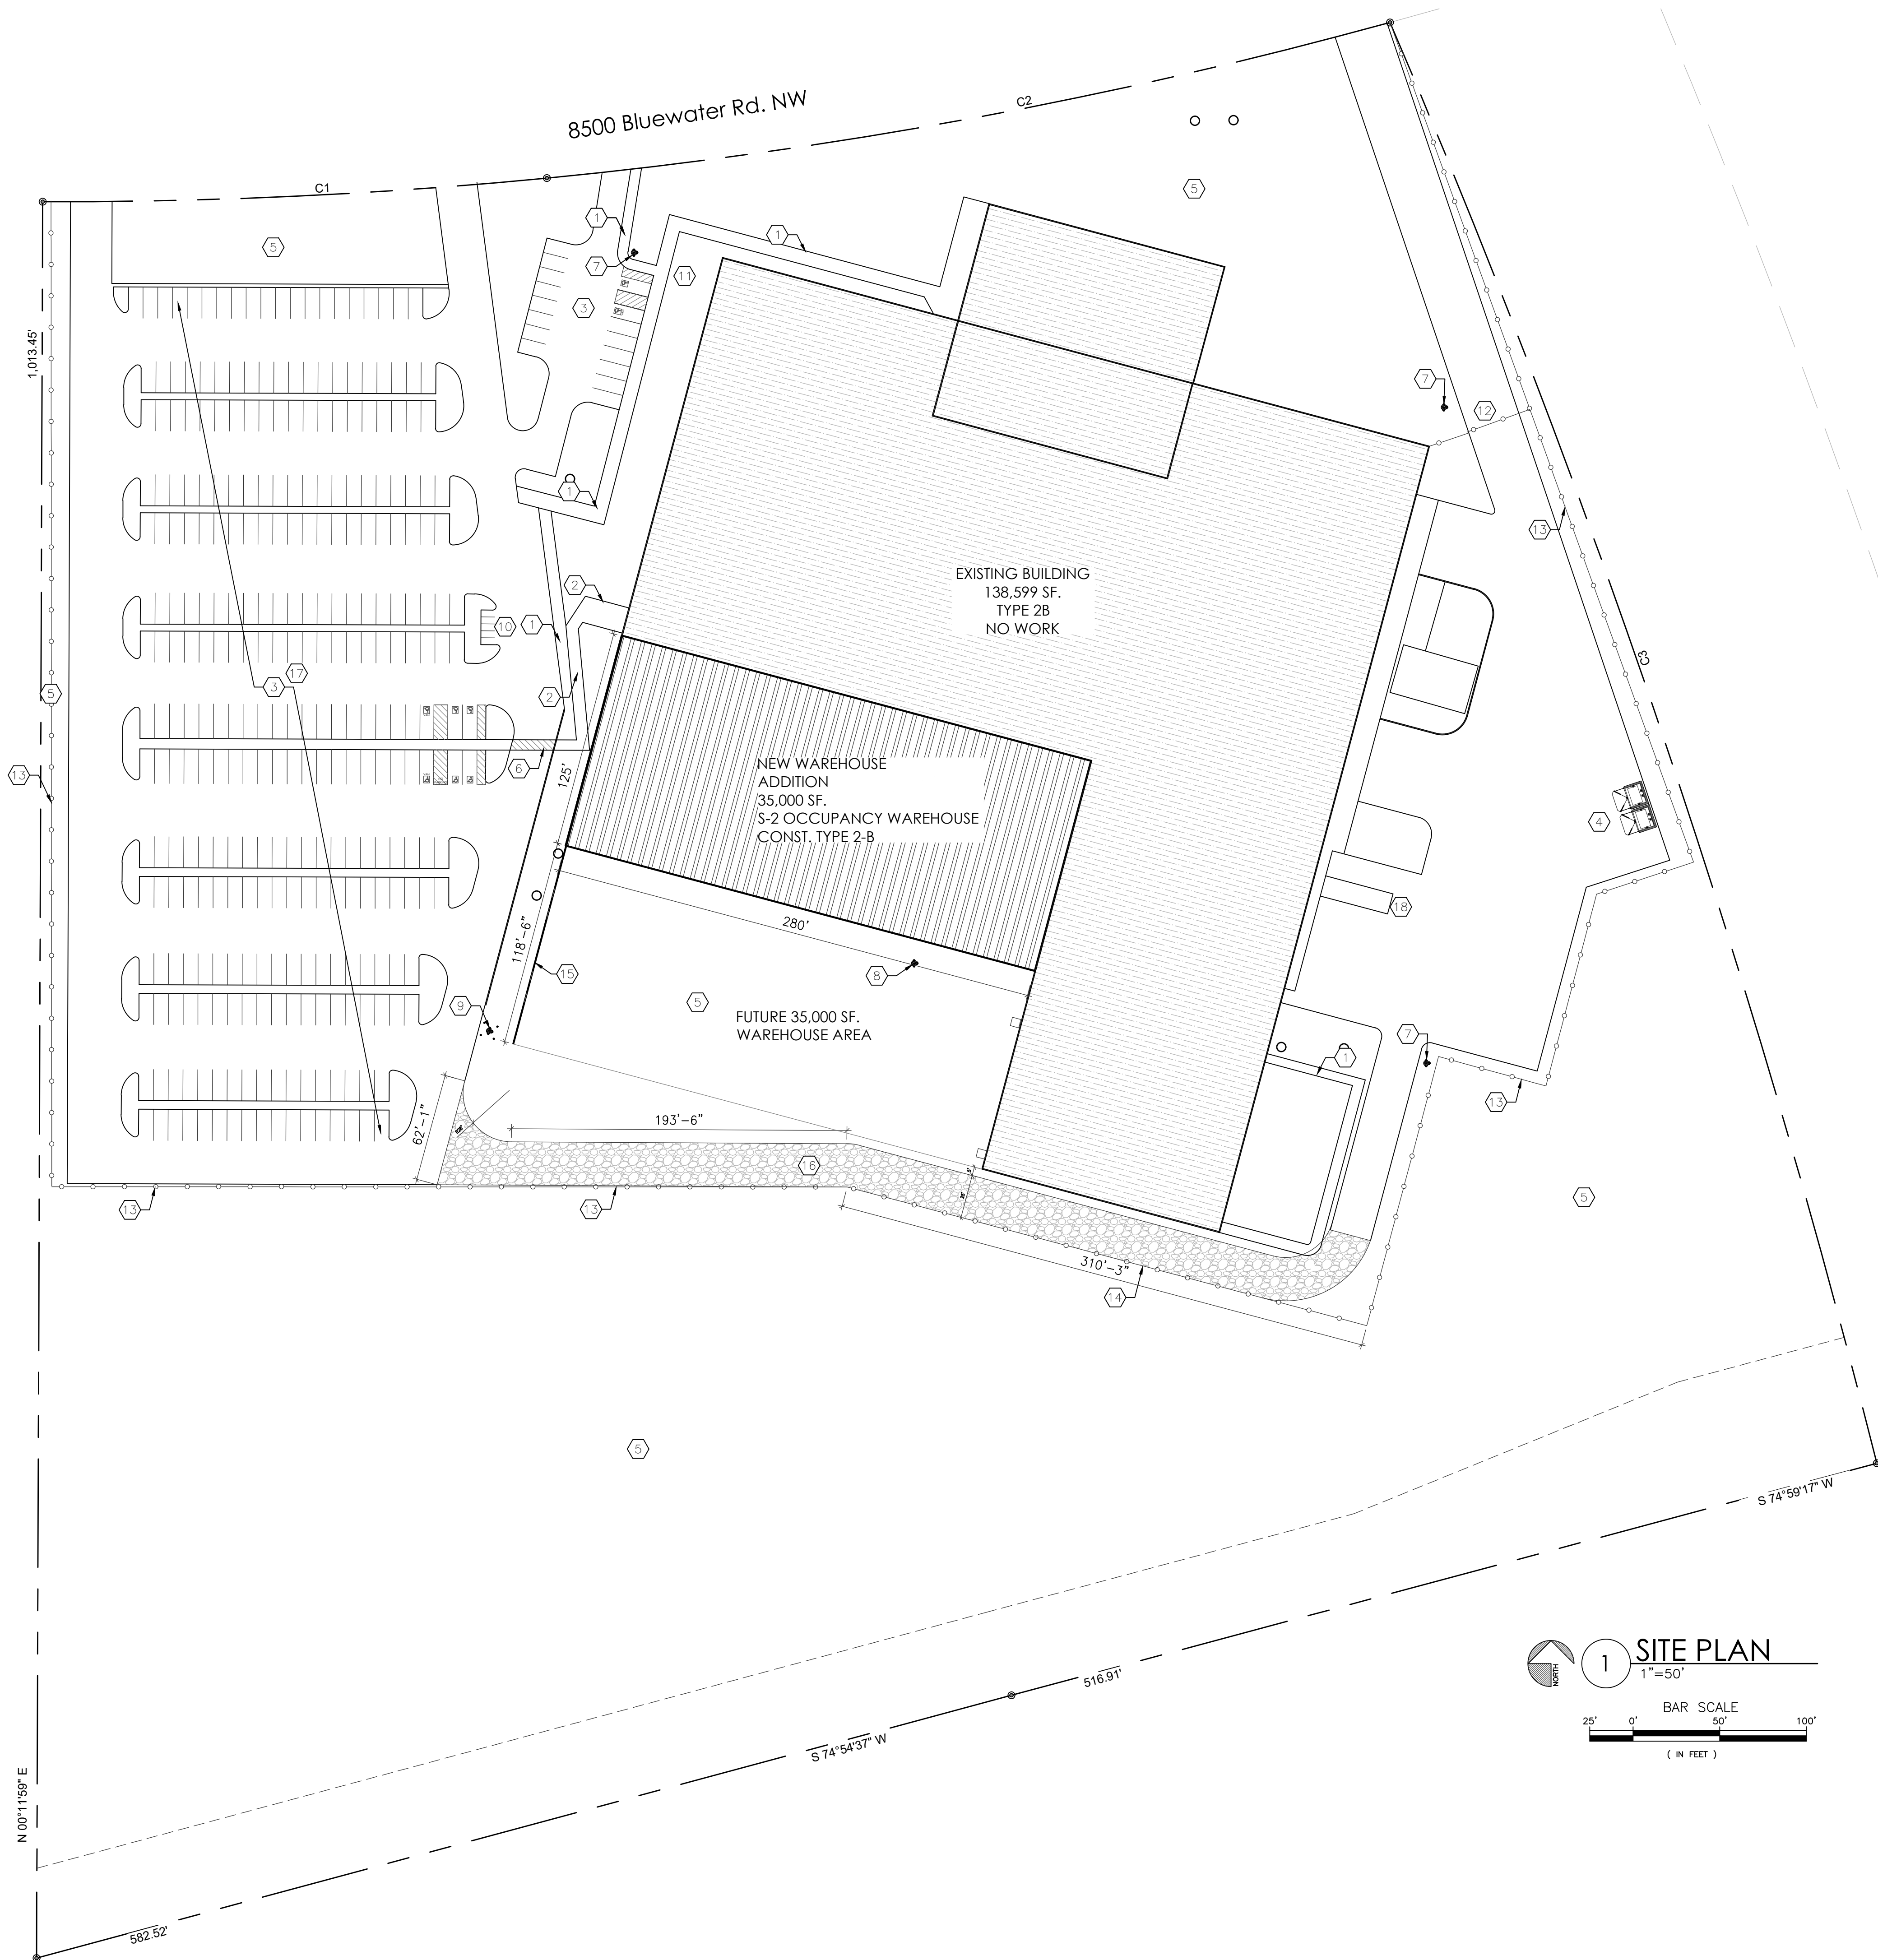 8500 Bluewater Rd. NW
C2
C1
5
1
1
5
7
11
3
1,013.45'
7
12
1
13
2
EXISTING BUILDING
138,599 SF.
TYPE 2B
NO WORK
10
1
C3
17
3
5
2
13
6
125'
NEW WAREHOUSE
ADDITION
35,000 SF.
S-2 OCCUPANCY WAREHOUSE
CONST. TYPE 2-B
4
18
280'
118'-6"
15
8
9
5
FUTURE 35,000 SF.
WAREHOUSE AREA
7
1
13
62'-1"
193'-6"
16
13
13
5
310'-3"
14
5
S 74°59'17" W
516.91'
S 74°54'37" W
N 00°11'59" E
582.52'
NORTH
1
SITE PLAN
1"=50'
BAR SCALE
25' 0' 50' 100'
( IN FEET )